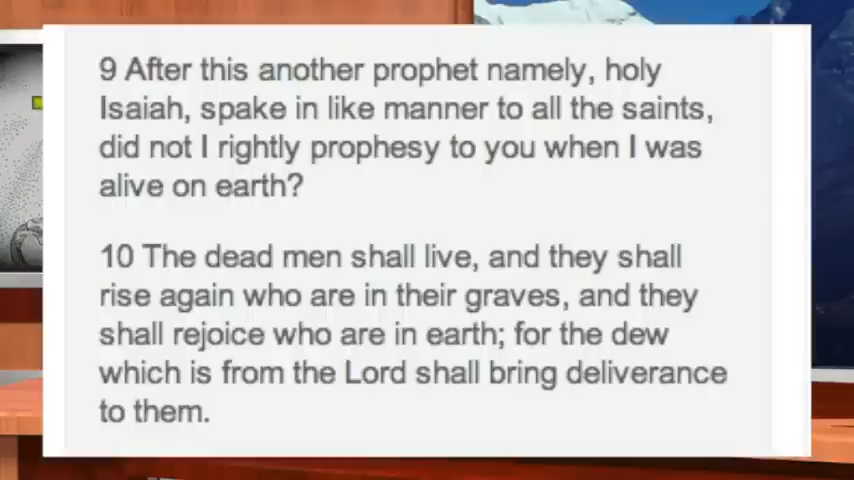 9 After this another prophet namely, holy
Isaiah, spake in like manner to all the saints,
did not I rightly prophesy to you when I was
alive on earth?
10 The dead men shall live, and they shall
rise again who are in their graves, and they
shall rejoice who are in earth; for the dew
which is from the Lord shall bring deliverance
to them.